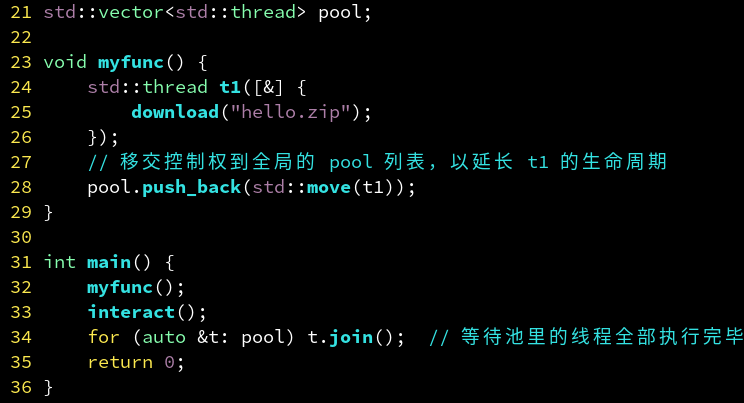 21 std::vector<std::thread> pool;
22
23 void myfunc() {
24     std::thread t1([&] {
25         download("hello.zip");
26     });
27     // 移交控制权到全局的 pool 列表，以延长 t1 的生命周期
28     pool.push_back(std::move(t1));
29 }
30
31 int main() {
32     myfunc();
33     interact();
34     for (auto &t: pool) t.join();  // 等待池里的线程全部执行完毕
35     return 0;
36 }